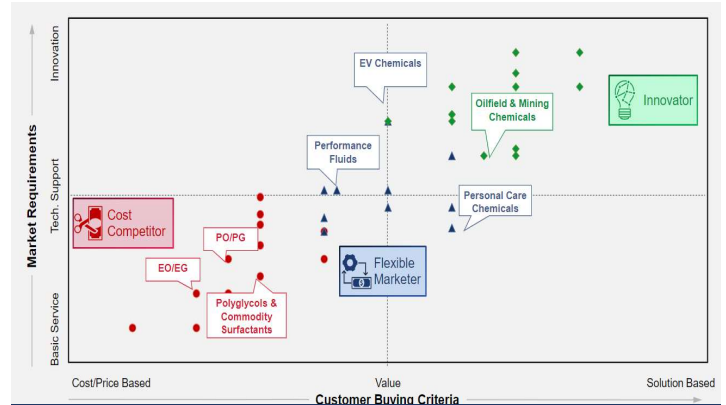 Market Requirements
Innovation
Tech. Support
Basic Service
EV Chemicals
Oilfield & Mining
Chemicals
Innovator
Performance
Fluids
Personal Care
Chemicals
Cost
Competitor
PO/PG
EO/EG
Flexible
Marketer
Polyglycols &
Commodity
Surfactants
Cost/Price Based
Value
Solution Based
Customer Buying Criteria